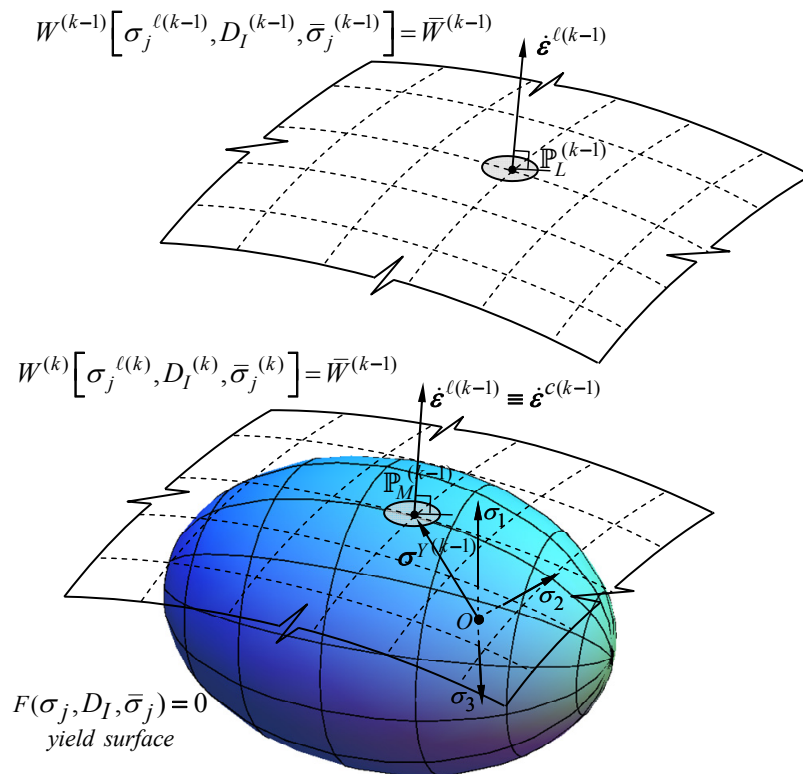 W^{(k-1)}[σ_j^{ℓ(k-1)}, D_I^{(k-1)}, σ̄_j^{(k-1)}] = W̄^{(k-1)}
ε̇^{ℓ(k-1)}
ℙ_L^{(k-1)}
W^{(k)}[σ_j^{ℓ(k)}, D_I^{(k)}, σ̄_j^{(k)}] = W̄^{(k-1)}
ε̇^{ℓ(k-1)} ≡ ε̇^{c(k-1)}
ℙ_M^{(k-1)}
σ_1
σ^{Y(k-1)}
σ_2
O
σ_3
F(σ_j, D_I, σ̄_j) = 0
yield surface